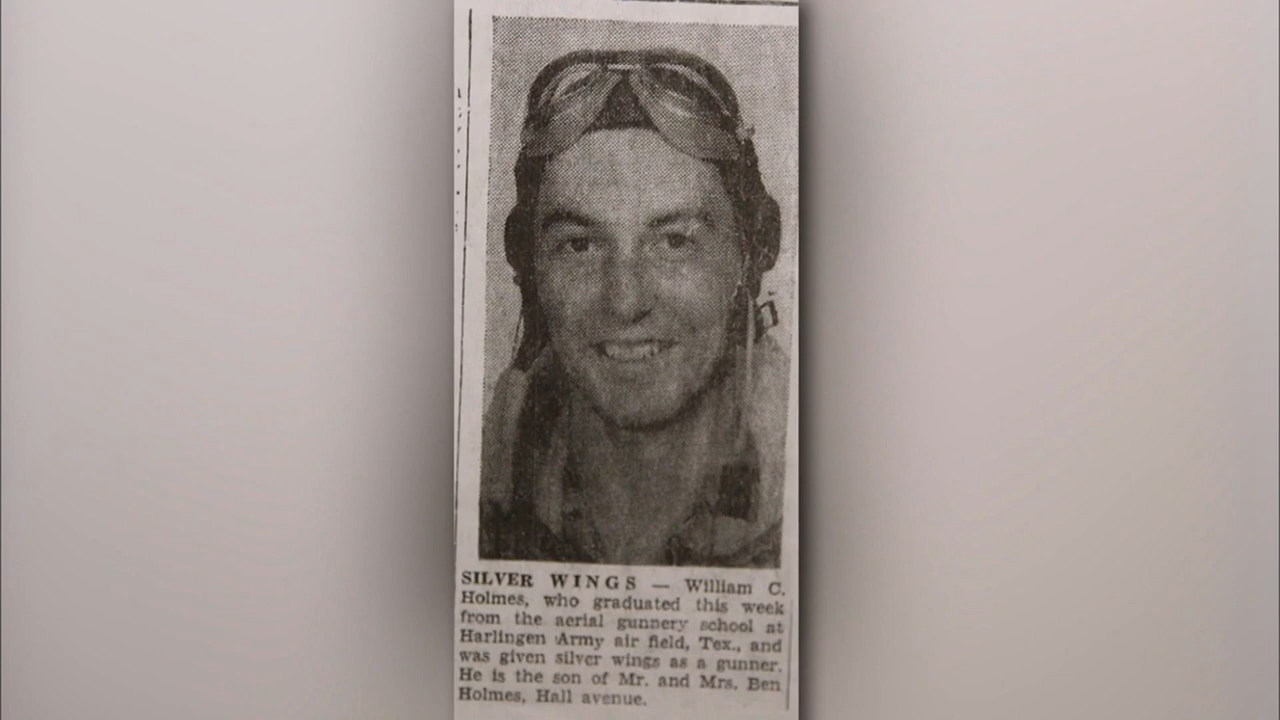 SILVER WINGS — William C.
Holmes, who graduated this week
from the aerial gunnery school at
Harlingen Army air field, Tex., and
was given silver wings as a gunner.
He is the son of Mr. and Mrs. Ben
Holmes, Hall avenue.